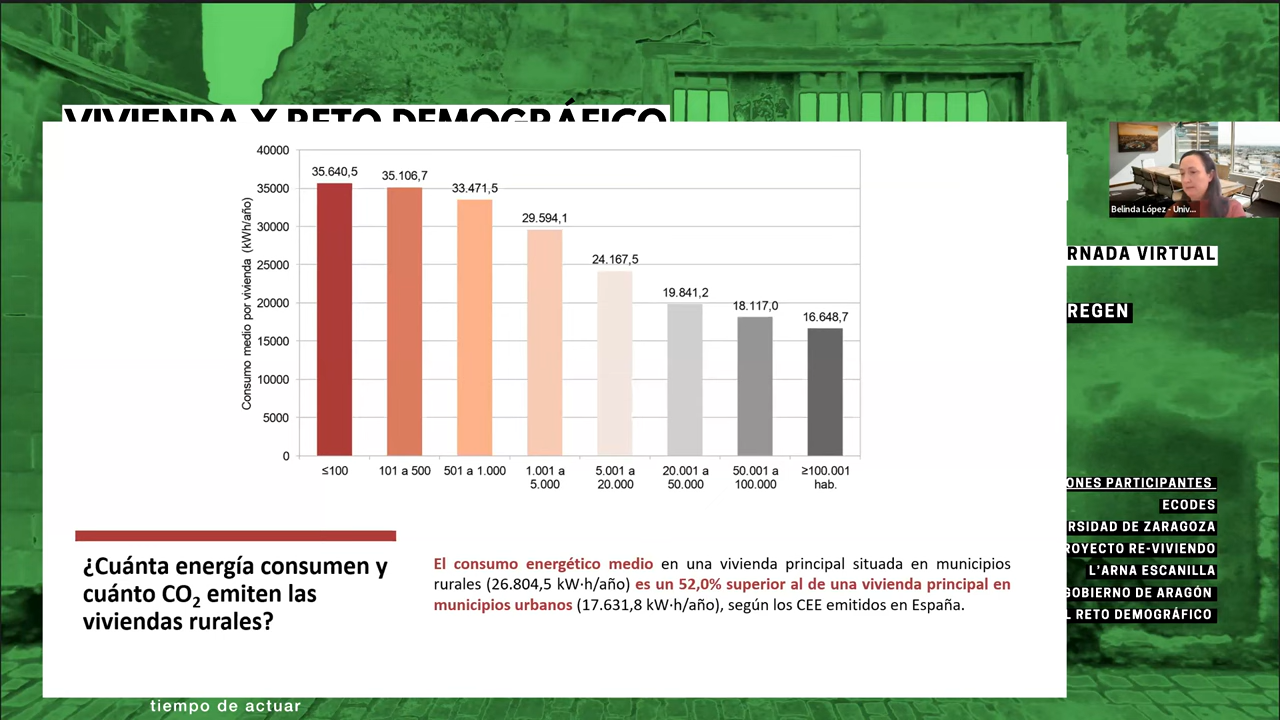 VIVIENDA Y RETO DEMOGRÁFICO
40000
35000
30000
25000
20000
15000
10000
5000
0
Consumo medio por vivienda (kWh/año)
35.640,5
35.106,7
33.471,5
29.594,1
24.167,5
19.841,2
18.117,0
16.648,7
≤100
101 a 500
501 a 1.000
1.001 a
5.000
5.001 a
20.000
20.001 a
50.000
50.001 a
100.000
≥100.001
hab.
¿Cuánta energía consumen y
cuánto CO2 emiten las
viviendas rurales?
El consumo energético medio en una vivienda principal situada en municipios
rurales (26.804,5 kW·h/año) es un 52,0% superior al de una vivienda principal en
municipios urbanos (17.631,8 kW·h/año), según los CEE emitidos en España.
Belinda López - Univ...
RNADA VIRTUAL
REGEN
ONES PARTICIPANTES
ECODES
RSIDAD DE ZARAGOZA
ROYECTO RE-VIVIENDO
L'ARNA ESCANILLA
GOBIERNO DE ARAGÓN
L RETO DEMOGRÁFICO
tiempo de actuar